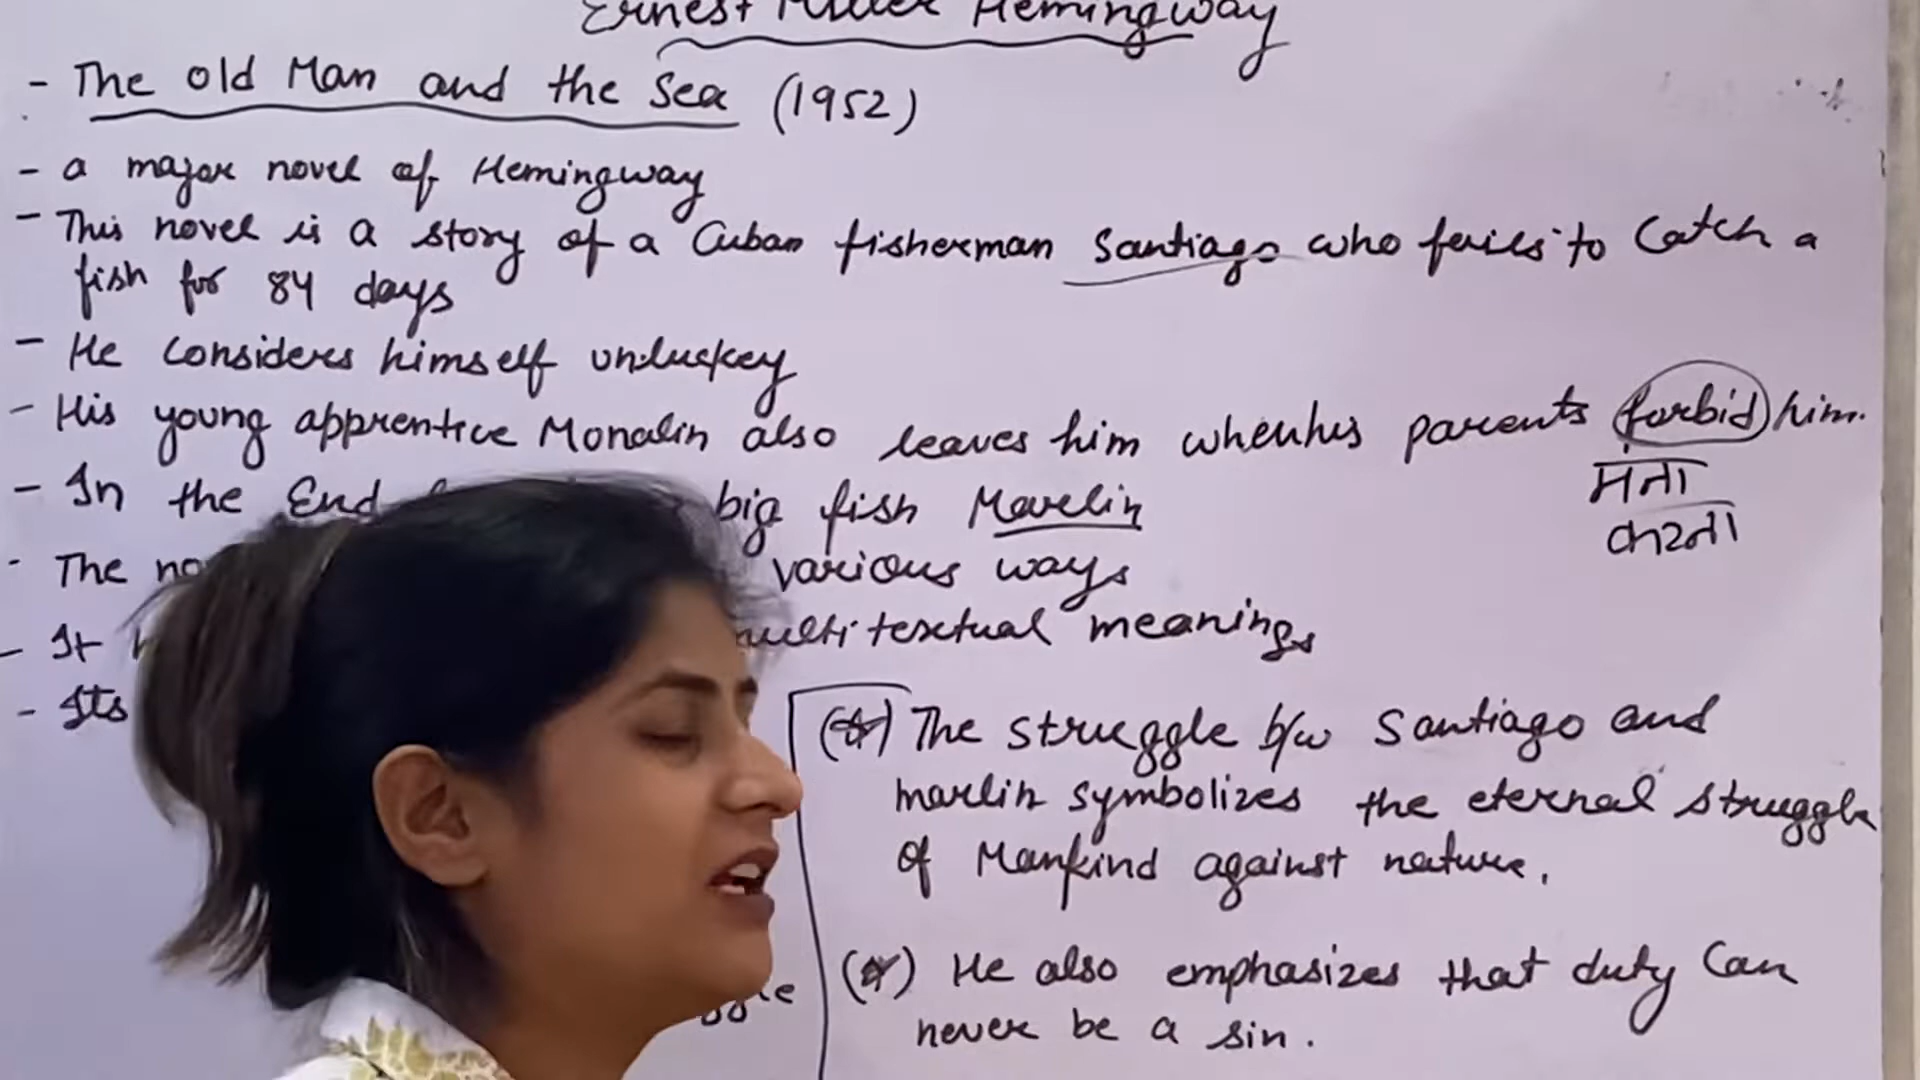 Ernest Miller Hemingway
- The old Man and the Sea (1952)
- a major novel of Hemingway
- This novel is a story of a Cuban fisherman Santiago who to Catch a
fish for 84 days
- He considers himself unluckey
- His young apprentice also leaves him when his parents forbid him.
मना
करना
- In the End big fish Marlin
- The various ways
- It multi textual meanings
- Its
(☆) The struggle b/w Santiago and
marlin symbolizes the eternal struggle
of Mankind against nature.
(☆) He also emphasizes that duty Can
never be a sin.